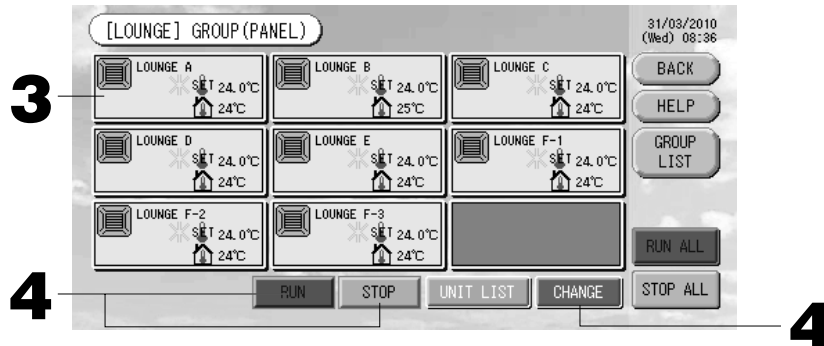 [LOUNGE] GROUP(PANEL)
31/03/2010
(Wed) 08:36
LOUNGE A
SET 24.0°C
24°C
LOUNGE B
SET 24.0°C
25°C
LOUNGE C
SET 24.0°C
24°C
BACK
HELP
3
LOUNGE D
SET 24.0°C
24°C
LOUNGE E
SET 24.0°C
24°C
LOUNGE F-1
SET 24.0°C
24°C
GROUP
LIST
LOUNGE F-2
SET 24.0°C
24°C
LOUNGE F-3
SET 24.0°C
24°C
RUN ALL
4
RUN
STOP
UNIT LIST
CHANGE
STOP ALL
4